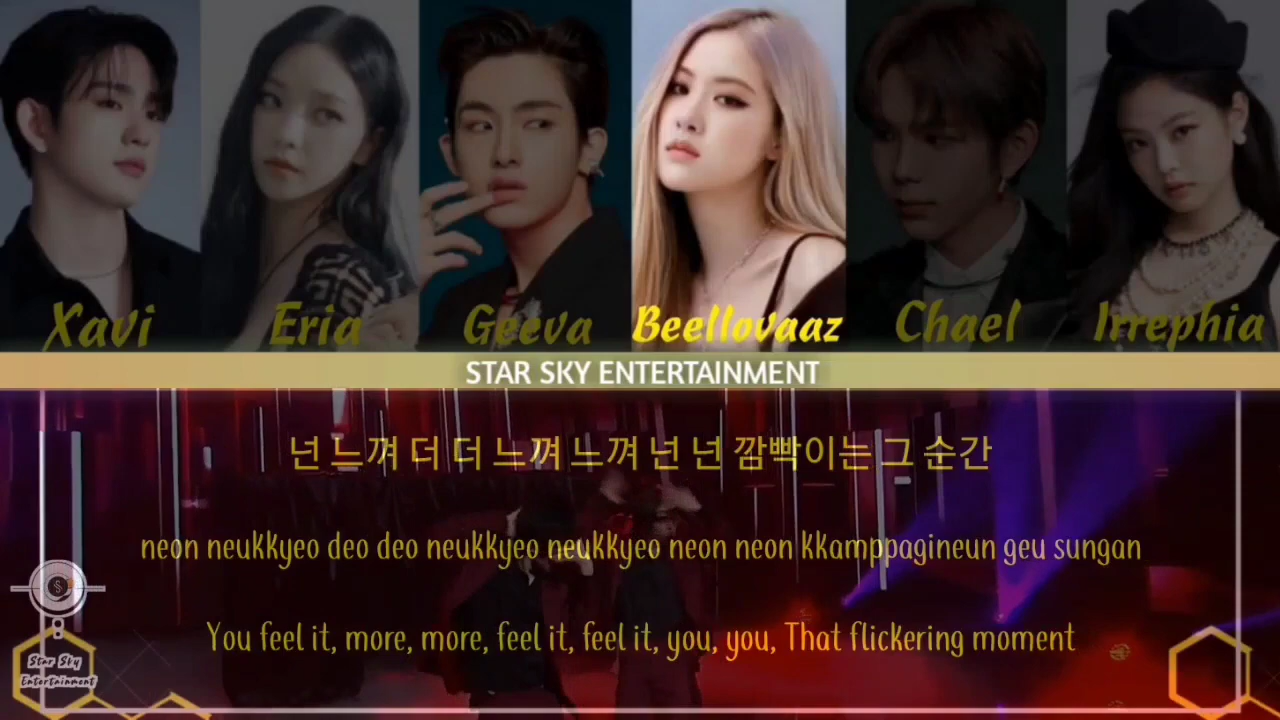 Xavi
Eria
Geeva
Beellovaaz
Chael
Irrephia
STAR SKY ENTERTAINMENT
넌 느껴 더 더 느껴 느껴 넌 넌 깜빡이는 그 순간
neon neukkyeo deo deo neukkyeo neukkyeo neon neon kkamppagineun geu sungan
You feel it, more, more, feel it, feel it, you, you, That flickering moment
Star Sky
Entertainment